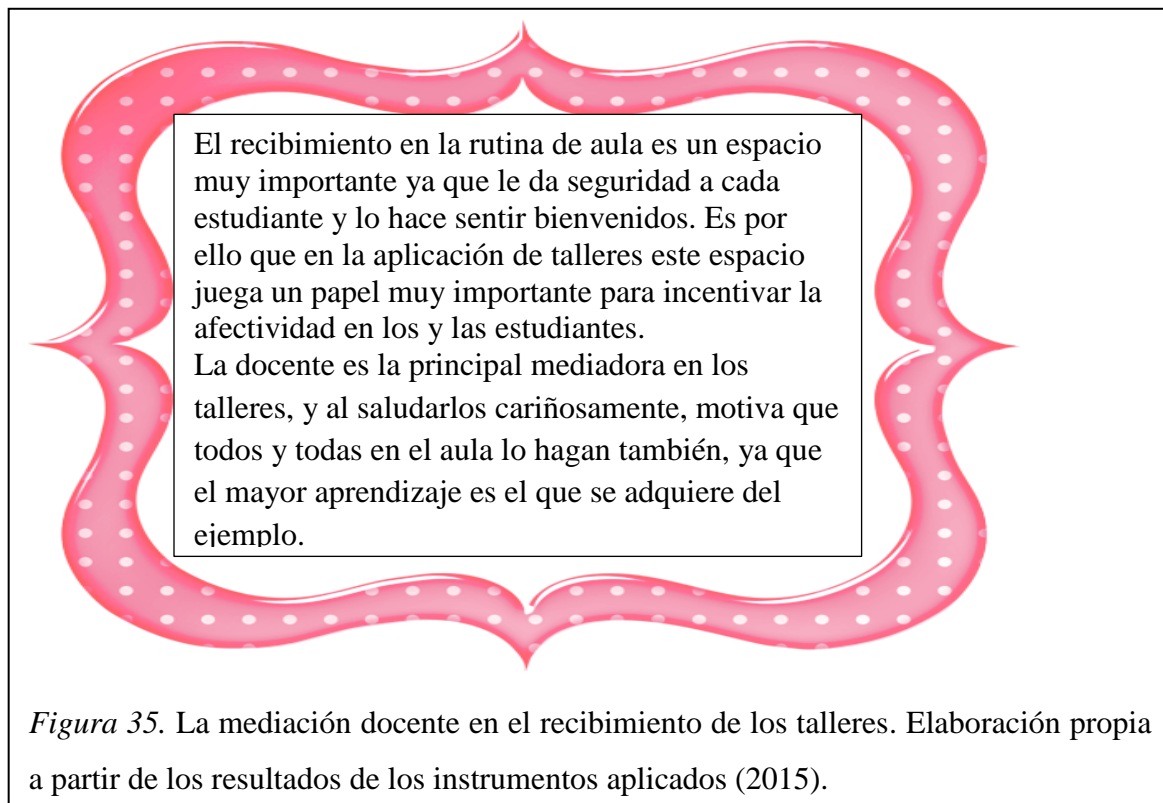 El recibimiento en la rutina de aula es un espacio
muy importante ya que le da seguridad a cada
estudiante y lo hace sentir bienvenidos. Es por
ello que en la aplicación de talleres este espacio
juega un papel muy importante para incentivar la
afectividad en los y las estudiantes.
La docente es la principal mediadora en los
talleres, y al saludarlos cariñosamente, motiva que
todos y todas en el aula lo hagan también, ya que
el mayor aprendizaje es el que se adquiere del
ejemplo.
Figura 35. La mediación docente en el recibimiento de los talleres. Elaboración propia
a partir de los resultados de los instrumentos aplicados (2015).